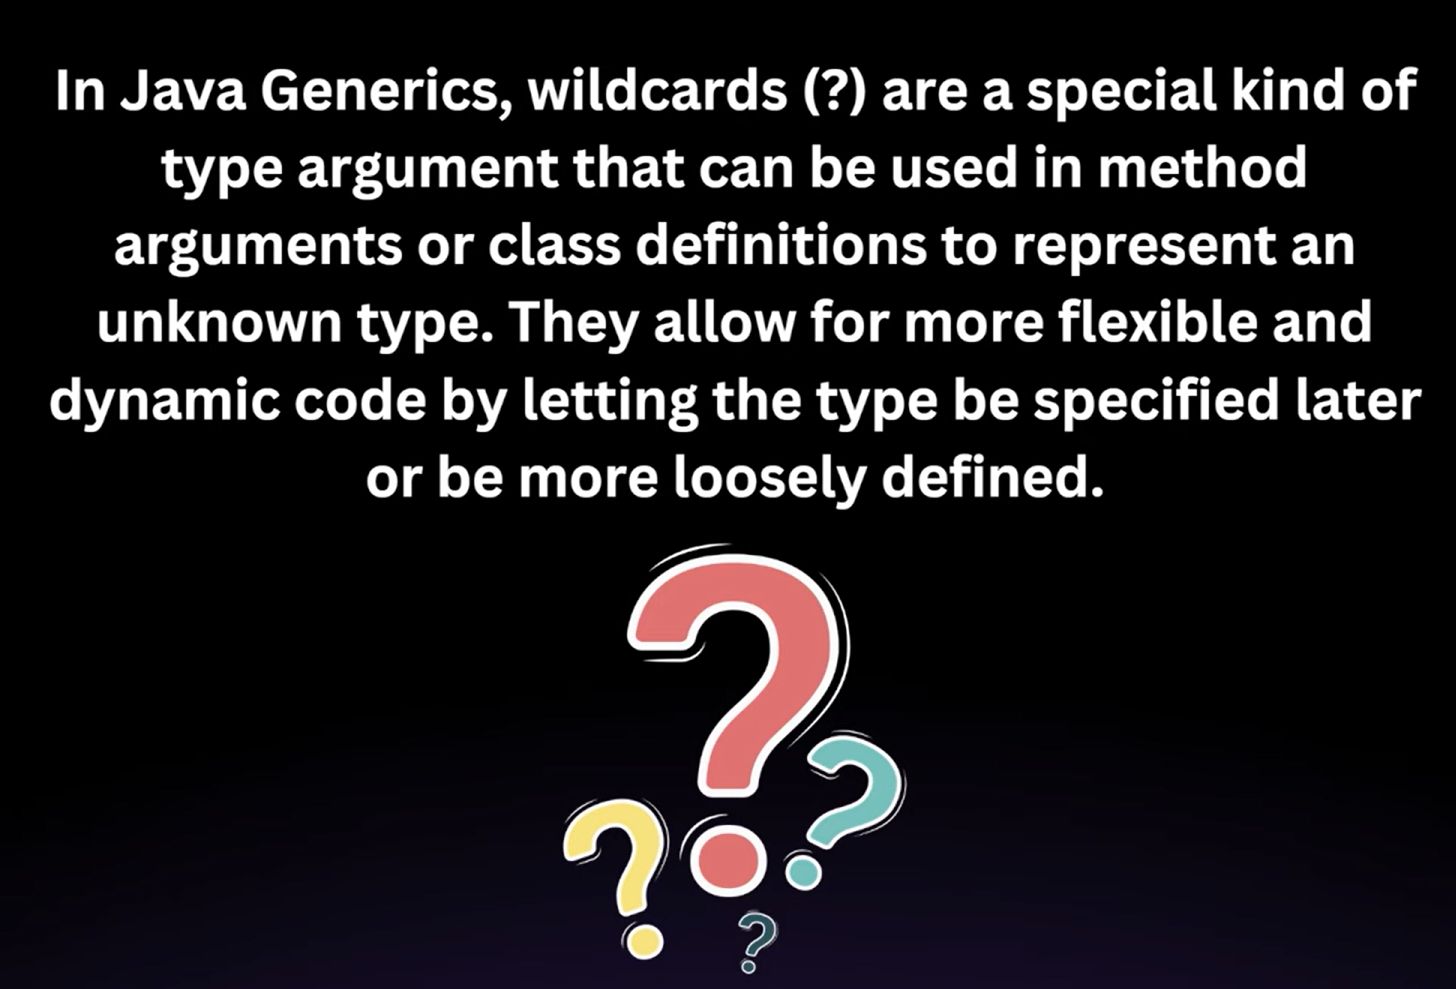 In Java Generics, wildcards (?) are a special kind of
type argument that can be used in method
arguments or class definitions to represent an
unknown type. They allow for more flexible and
dynamic code by letting the type be specified later
or be more loosely defined.
?
?
?
?